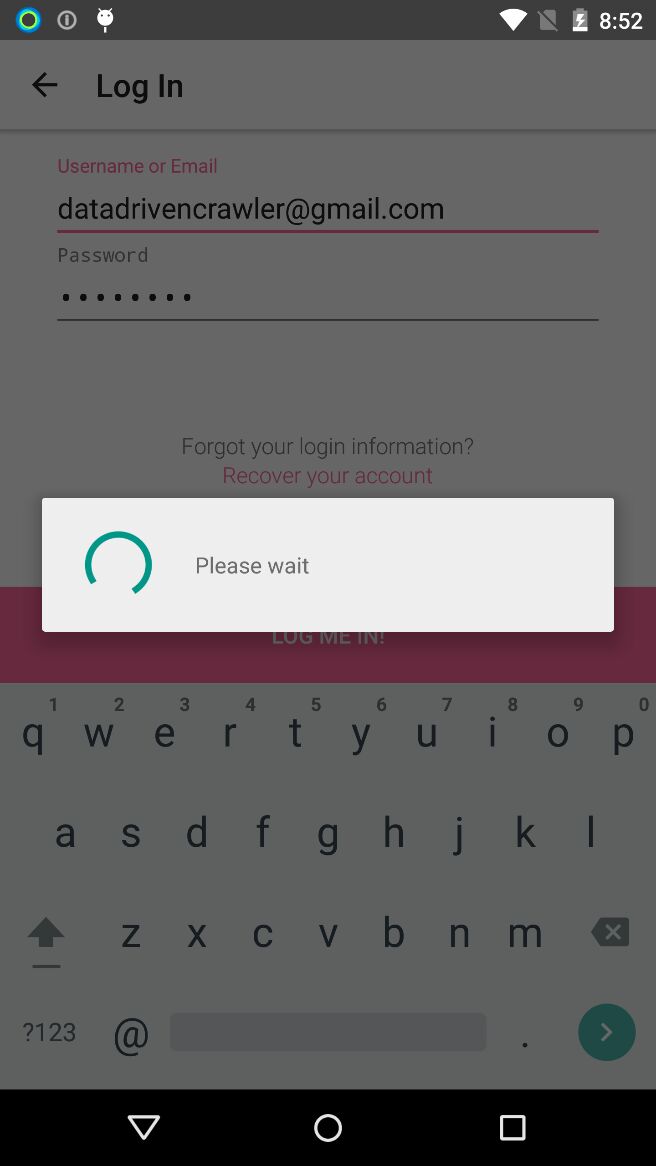 8:52
Log In
Username or Email
datadrivencrawler@gmail.com
Password
••••••••
Forgot your login information?
Recover your account
Please wait
LOG ME IN!
1 2 3 4 5 6 7 8 9 0
q w e r t y u i o p
a s d f g h j k l
z x c v b n m
?123 @ .